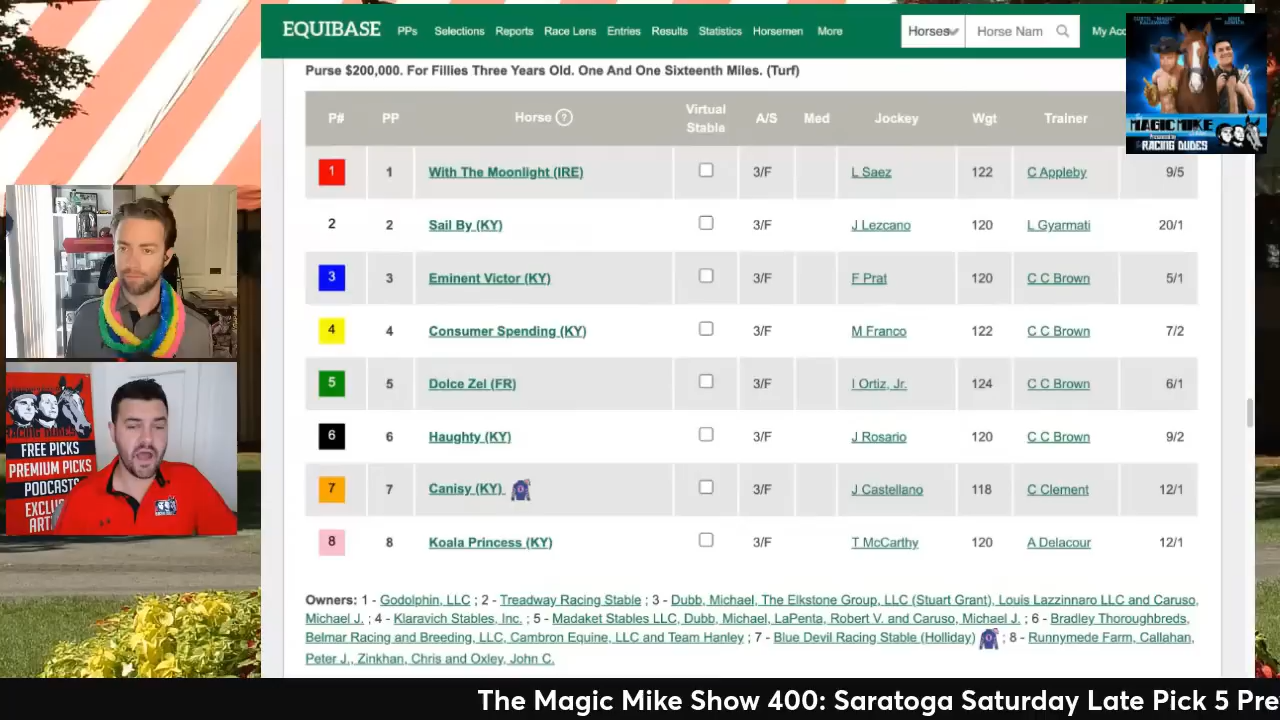 EQUIBASE PPs Selections Reports Race Lens Entries Results Statistics Horsemen More Horses Horse Nam My Acc
Purse $200,000. For Fillies Three Years Old. One And One Sixteenth Miles. (Turf)
P# PP Horse ? Virtual Stable A/S Med Jockey Wgt Trainer
1 1 With The Moonlight (IRE) 3/F L Saez 122 C Appleby 9/5
2 2 Sail By (KY) 3/F J Lezcano 120 L Gyarmati 20/1
3 3 Eminent Victor (KY) 3/F F Prat 120 C C Brown 5/1
4 4 Consumer Spending (KY) 3/F M Franco 122 C C Brown 7/2
5 5 Dolce Zel (FR) 3/F I Ortiz, Jr. 124 C C Brown 6/1
6 6 Haughty (KY) 3/F J Rosario 120 C C Brown 9/2
7 7 Canisy (KY) 3/F J Castellano 118 C Clement 12/1
8 8 Koala Princess (KY) 3/F T McCarthy 120 A Delacour 12/1
Owners: 1 - Godolphin, LLC ; 2 - Treadway Racing Stable ; 3 - Dubb, Michael, The Elkstone Group, LLC (Stuart Grant), Louis Lazzinnaro LLC and Caruso,
Michael J. ; 4 - Klaravich Stables, Inc. ; 5 - Madaket Stables LLC, Dubb, Michael, LaPenta, Robert V. and Caruso, Michael J. ; 6 - Bradley Thoroughbreds,
Belmar Racing and Breeding, LLC, Cambron Equine, LLC and Team Hanley ; 7 - Blue Devil Racing Stable (Holliday) ; 8 - Runnymede Farm, Callahan,
Peter J., Zinkhan, Chris and Oxley, John C.
MAGIC MIKE
RACING DUDES
RACING DUDES
FREE PICKS
PREMIUM PICKS
PODCASTS
The Magic Mike Show 400: Saratoga Saturday Late Pick 5 Pre